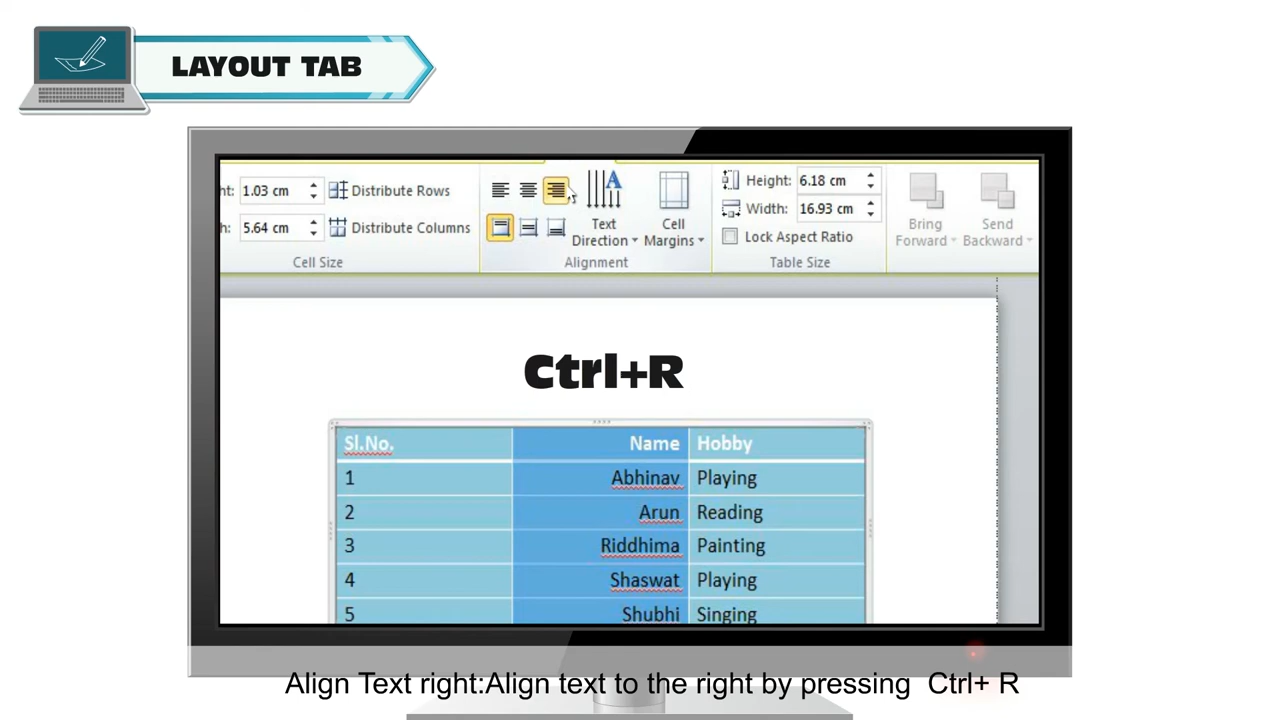 LAYOUT TAB
ht: 1.03 cm Distribute Rows
h: 5.64 cm Distribute Columns
Cell Size
Text Direction
Cell Margins
Alignment
Height: 6.18 cm
Width: 16.93 cm
Lock Aspect Ratio
Table Size
Bring Forward
Send Backward
Ctrl+R
Sl.No. Name Hobby
1 Abhinav Playing
2 Arun Reading
3 Riddhima Painting
4 Shaswat Playing
5 Shubhi Singing
Align Text right:Align text to the right by pressing Ctrl+ R